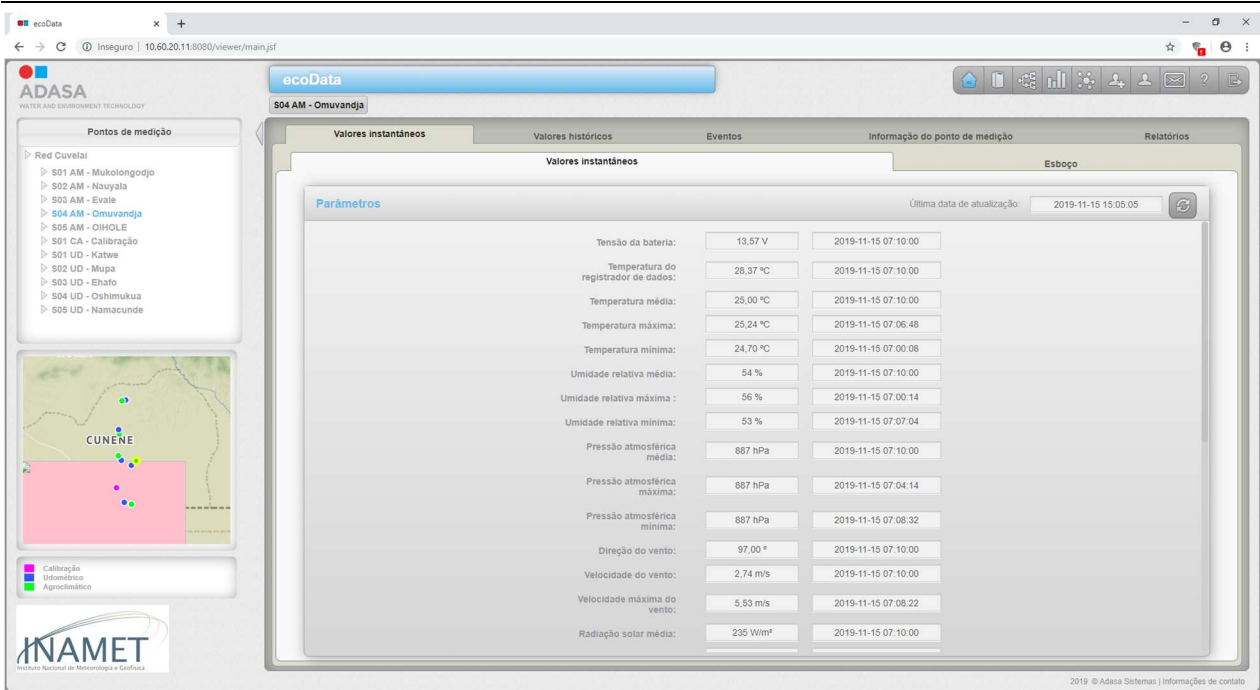 ecoData
Inseguro | 10.60.20.11:8080/viewer/main.jsf
ADASA
WATER AND ENVIRONMENT TECHNOLOGY
ecoData
S04 AM - Omuvandja
Pontos de medição
Red Cuvelai
S01 AM - Mukolongodjo
S02 AM - Nauyala
S03 AM - Evale
S04 AM - Omuvandja
S05 AM - OIHOLE
S01 CA - Calibração
S01 UD - Katwe
S02 UD - Mupa
S03 UD - Ehafo
S04 UD - Oshimukua
S05 UD - Namacunde
CUNENE
Calibração
Udométrico
Agroclimático
INAMET
Instituto Nacional de Meteorologia e Geofísica
Valores instantâneos Valores históricos Eventos Informação do ponto de medição Relatórios
Valores instantâneos Esboço
Parâmetros Última data de atualização: 2019-11-15 15:05:05
Tensão da bateria: 13,57 V 2019-11-15 07:10:00
Temperatura do
registrador de dados: 28,37 ºC 2019-11-15 07:10:00
Temperatura média: 25,00 ºC 2019-11-15 07:10:00
Temperatura máxima: 25,24 ºC 2019-11-15 07:06:48
Temperatura mínima: 24,70 ºC 2019-11-15 07:00:08
Umidade relativa média: 54 % 2019-11-15 07:10:00
Umidade relativa máxima : 56 % 2019-11-15 07:00:14
Umidade relativa mínima: 53 % 2019-11-15 07:07:04
Pressão atmosférica
média: 887 hPa 2019-11-15 07:10:00
Pressão atmosférica
máxima: 887 hPa 2019-11-15 07:04:14
Pressão atmosférica
mínima: 887 hPa 2019-11-15 07:08:32
Direção do vento: 97,00 º 2019-11-15 07:10:00
Velocidade do vento: 2,74 m/s 2019-11-15 07:10:00
Velocidade máxima do
vento: 5,53 m/s 2019-11-15 07:08:22
Radiação solar média: 235 W/m² 2019-11-15 07:10:00
2019 © Adasa Sistemas | Informações de contato